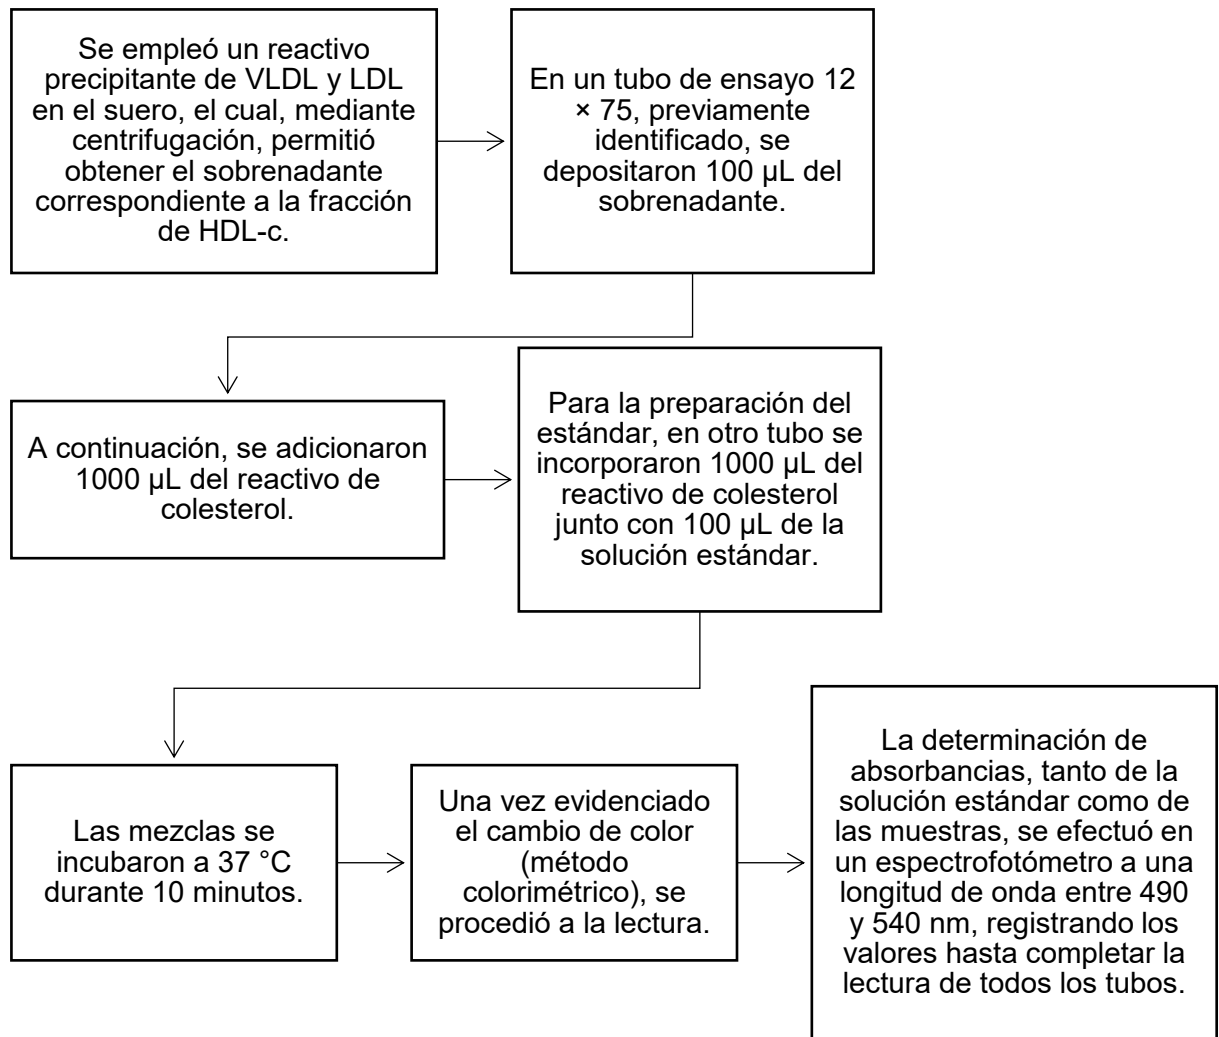 Se empleó un reactivo
precipitante de VLDL y LDL
en el suero, el cual, mediante
centrifugación, permitió
obtener el sobrenadante
correspondiente a la fracción
de HDL-c.
En un tubo de ensayo 12
× 75, previamente
identificado, se
depositaron 100 µL del
sobrenadante.
A continuación, se adicionaron
1000 µL del reactivo de
colesterol.
Para la preparación del
estándar, en otro tubo se
incorporaron 1000 µL del
reactivo de colesterol
junto con 100 µL de la
solución estándar.
Las mezclas se
incubaron a 37 °C
durante 10 minutos.
Una vez evidenciado
el cambio de color
(método
colorimétrico), se
procedió a la lectura.
La determinación de
absorbancias, tanto de la
solución estándar como de
las muestras, se efectuó en
un espectrofotómetro a una
longitud de onda entre 490
y 540 nm, registrando los
valores hasta completar la
lectura de todos los tubos.